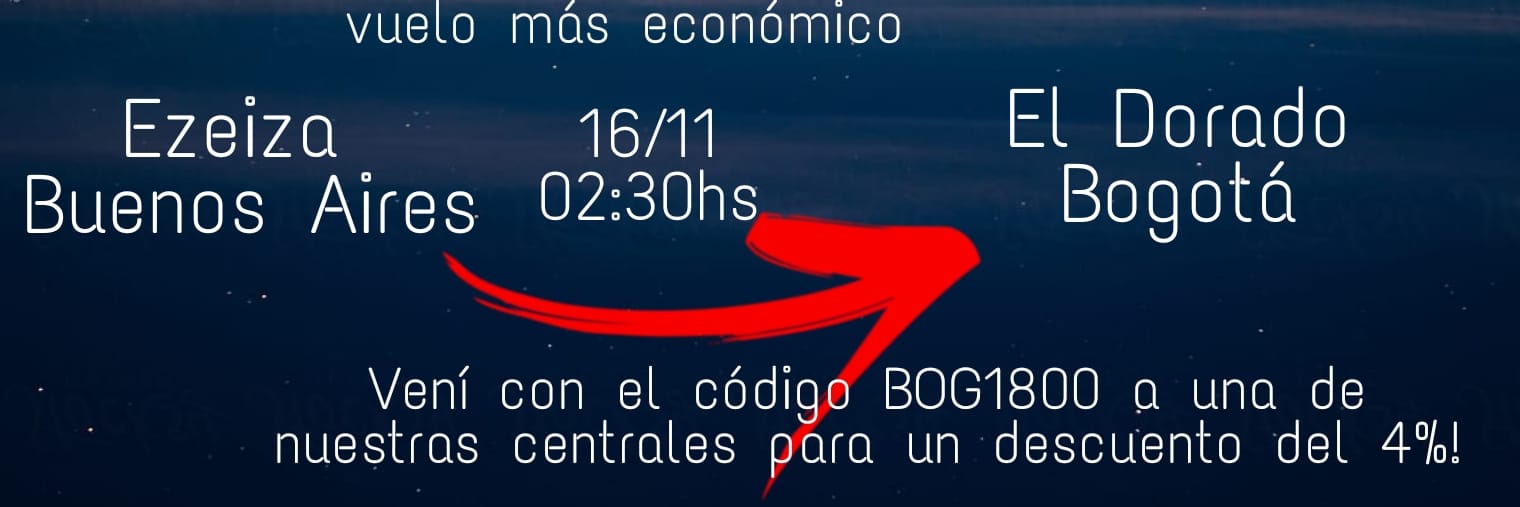 vuelo más económico
Ezeiza
Buenos Aires
16/11
02:30hs
El Dorado
Bogotá
Vení con el código BOG1800 a una de
nuestras centrales para un descuento del 4%!